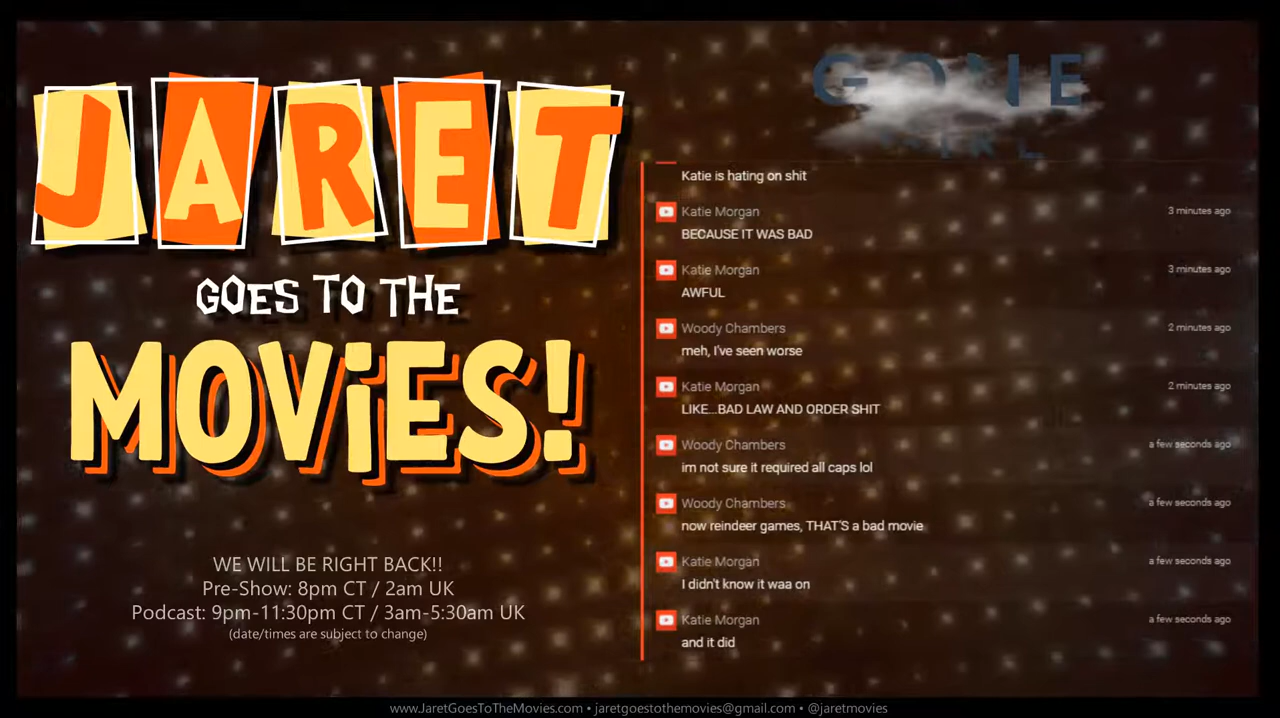 JARET
GOES TO THE
MOViES!
WE WILL BE RIGHT BACK!!
Pre-Show: 8pm CT / 2am UK
Podcast: 9pm-11:30pm CT / 3am-5:30am UK
(date/times are subject to change)
GONE
GIRL
Katie is hating on shit
Katie Morgan 3 minutes ago
BECAUSE IT WAS BAD
Katie Morgan 3 minutes ago
AWFUL
Woody Chambers 2 minutes ago
meh, I've seen worse
Katie Morgan 2 minutes ago
LIKE...BAD LAW AND ORDER SHIT
Woody Chambers a few seconds ago
im not sure it required all caps lol
Woody Chambers a few seconds ago
now reindeer games, THAT'S a bad movie
Katie Morgan a few seconds ago
I didn't know it waa on
Katie Morgan a few seconds ago
and it did
www.JaretGoesToTheMovies.com • jaretgoestothemovies@gmail.com • @jaretmovies